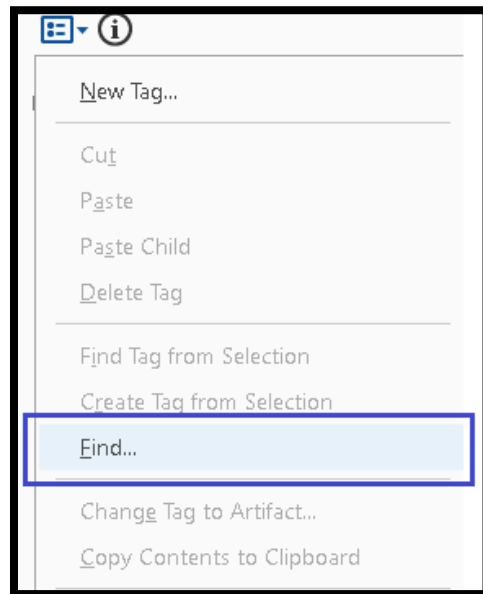 New Tag...
Cut
Paste
Paste Child
Delete Tag
Find Tag from Selection
Create Tag from Selection
Find...
Change Tag to Artifact...
Copy Contents to Clipboard